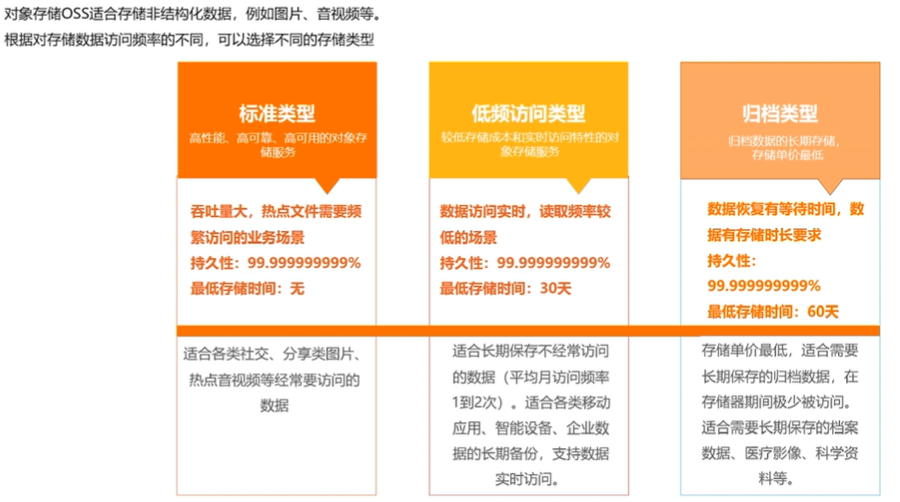 对象存储OSS适合存储非结构化数据，例如图片、音视频等。
根据对存储数据访问频率的不同，可以选择不同的存储类型
标准类型
高性能、高可靠、高可用的对象存
储服务
吞吐量大，热点文件需要频
繁访问的业务场景
持久性：99.999999999%
最低存储时间：无
适合各类社交、分享类图片、
热点音视频等经常要访问的
数据
低频访问类型
较低存储成本和实时访问特性的对
象存储服务
数据访问实时，读取频率较
低的场景
持久性：99.999999999%
最低存储时间：30天
适合长期保存不经常访问
的数据（平均月访问频率
1到2次）。适合各类移动
应用、智能设备、企业数
据的长期备份，支持数据
实时访问。
归档类型
归档数据的长期存储，
存储单价最低
数据恢复有等待时间，数
据有存储时长要求
持久性：
99.999999999%
最低存储时间：60天
存储单价最低，适合需要
长期保存的归档数据，在
存储器期间极少被访问。
适合需要长期保存的档案
数据、医疗影像、科学资
料等。